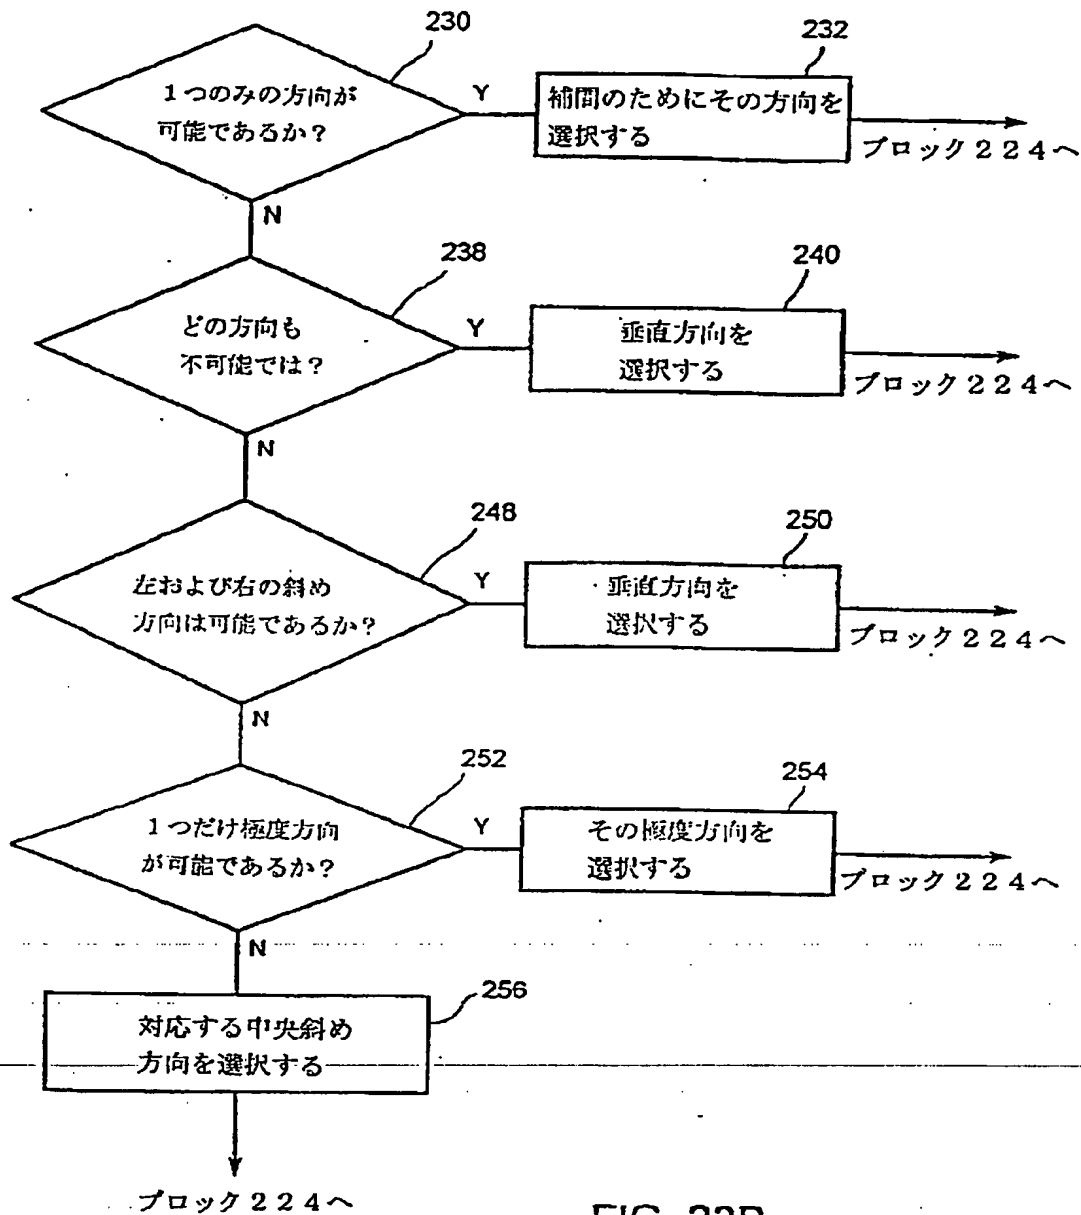 230
1つのみの方向が
可能であるか？
Y
232
補間のためにその方向を
選択する
ブロック224へ
N
238
どの方向も
不可能では？
Y
240
垂直方向を
選択する
ブロック224へ
N
248
左および右の斜め
方向は可能であるか？
Y
250
垂直方向を
選択する
ブロック224へ
N
252
1つだけ極度方向
が可能であるか？
Y
254
その極度方向を
選択する
ブロック224へ
N
256
対応する中央斜め
方向を選択する
ブロック224へ